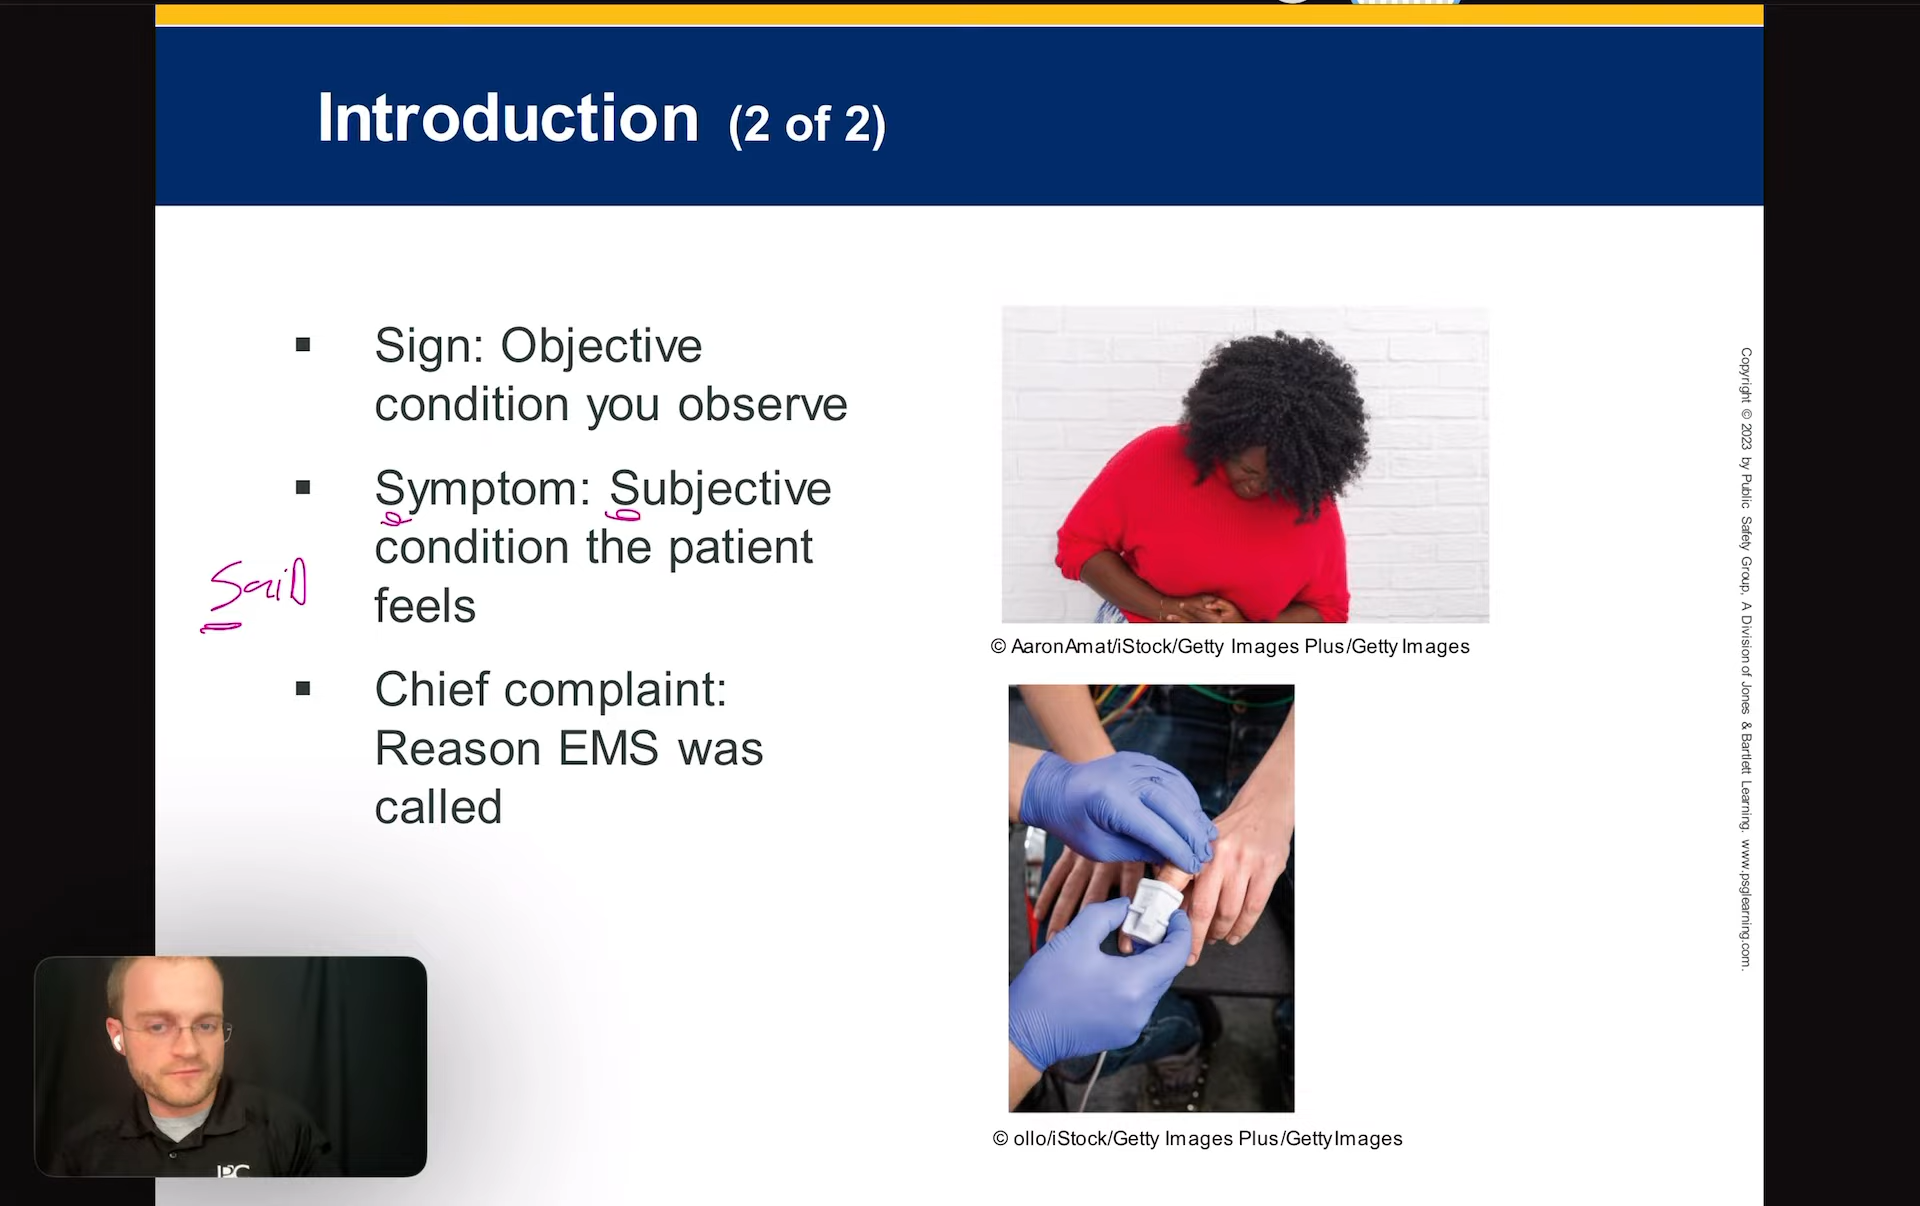 Introduction (2 of 2)
▪ Sign: Objective
condition you observe
▪ Symptom: Subjective
condition the patient
feels
SaiD
▪ Chief complaint:
Reason EMS was
called
© AaronAmat/iStock/Getty Images Plus/Getty Images
© ollo/iStock/Getty Images Plus/Getty Images
Copyright © 2023 by Public Safety Group, A Division of Jones & Bartlett Learning. www.psglearning.com.